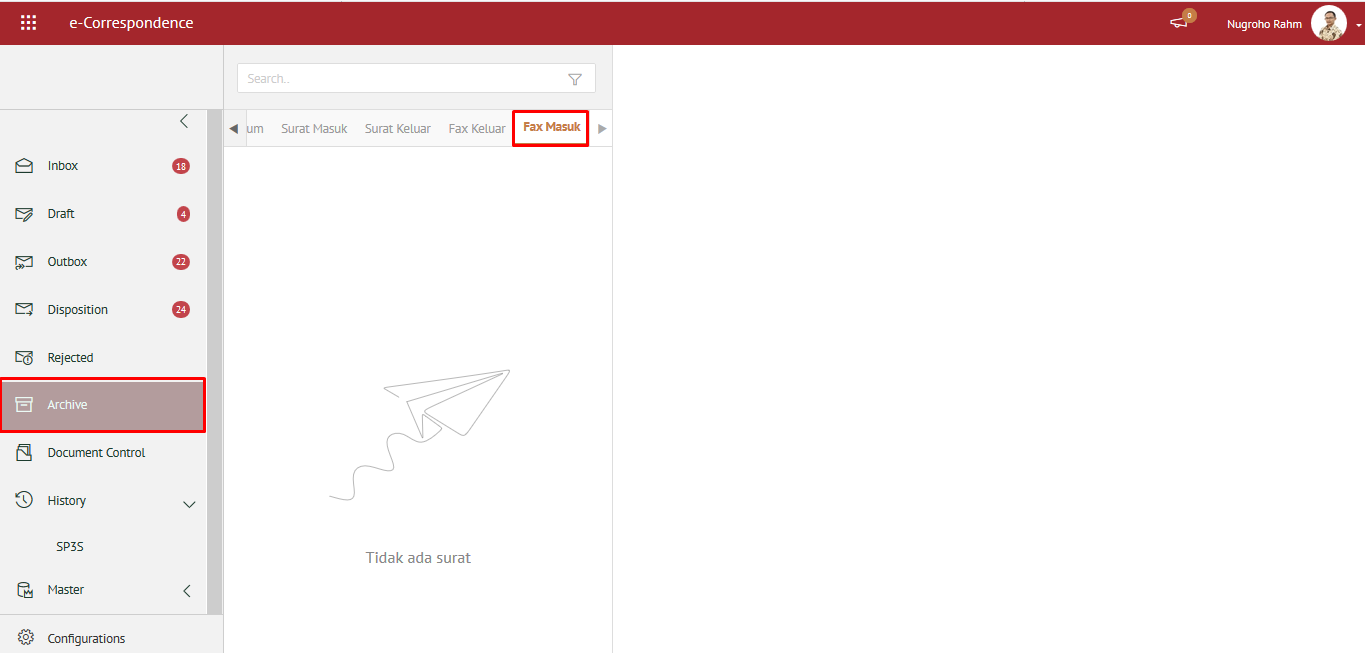 e-Correspondence
0
Nugroho Rahm
Search..
um
Surat Masuk
Surat Keluar
Fax Keluar
Fax Masuk
Inbox
18
Draft
4
Outbox
22
Disposition
24
Rejected
Archive
Document Control
History
SP3S
Master
Configurations
Tidak ada surat